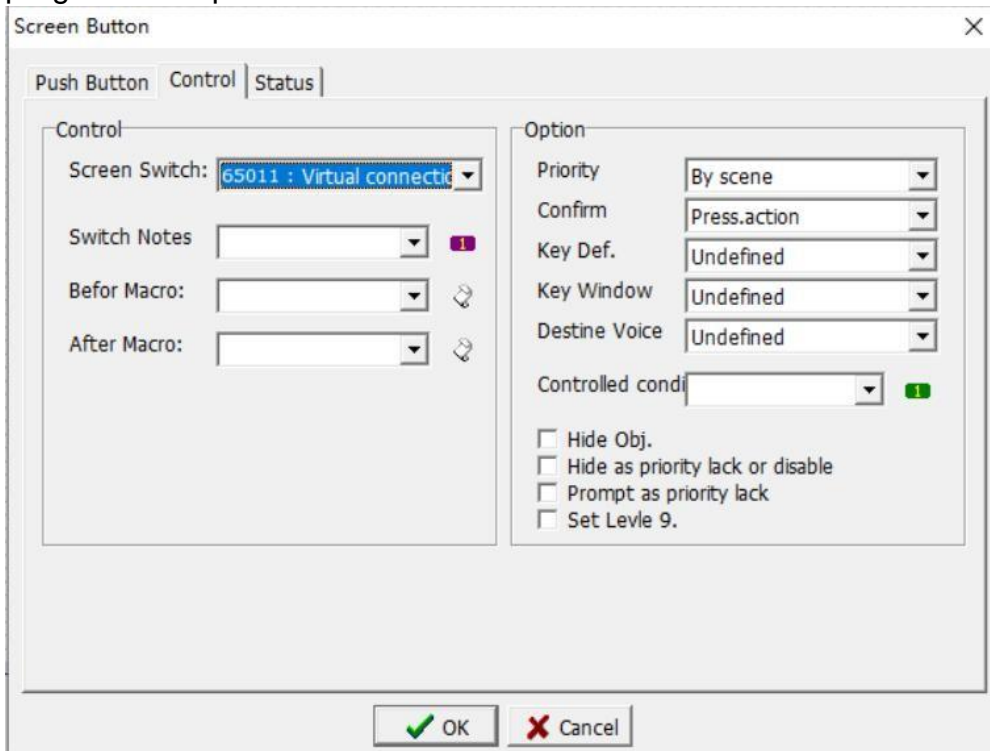 Screen Button
Push Button Control Status
Control
Screen Switch: 65011 : Virtual connectic
Switch Notes 1
Befor Macro:
After Macro:
Option
Priority By scene
Confirm Press.action
Key Def. Undefined
Key Window Undefined
Destine Voice Undefined
Controlled condi 1
Hide Obj.
Hide as priority lack or disable
Prompt as priority lack
Set Levle 9.
OK Cancel